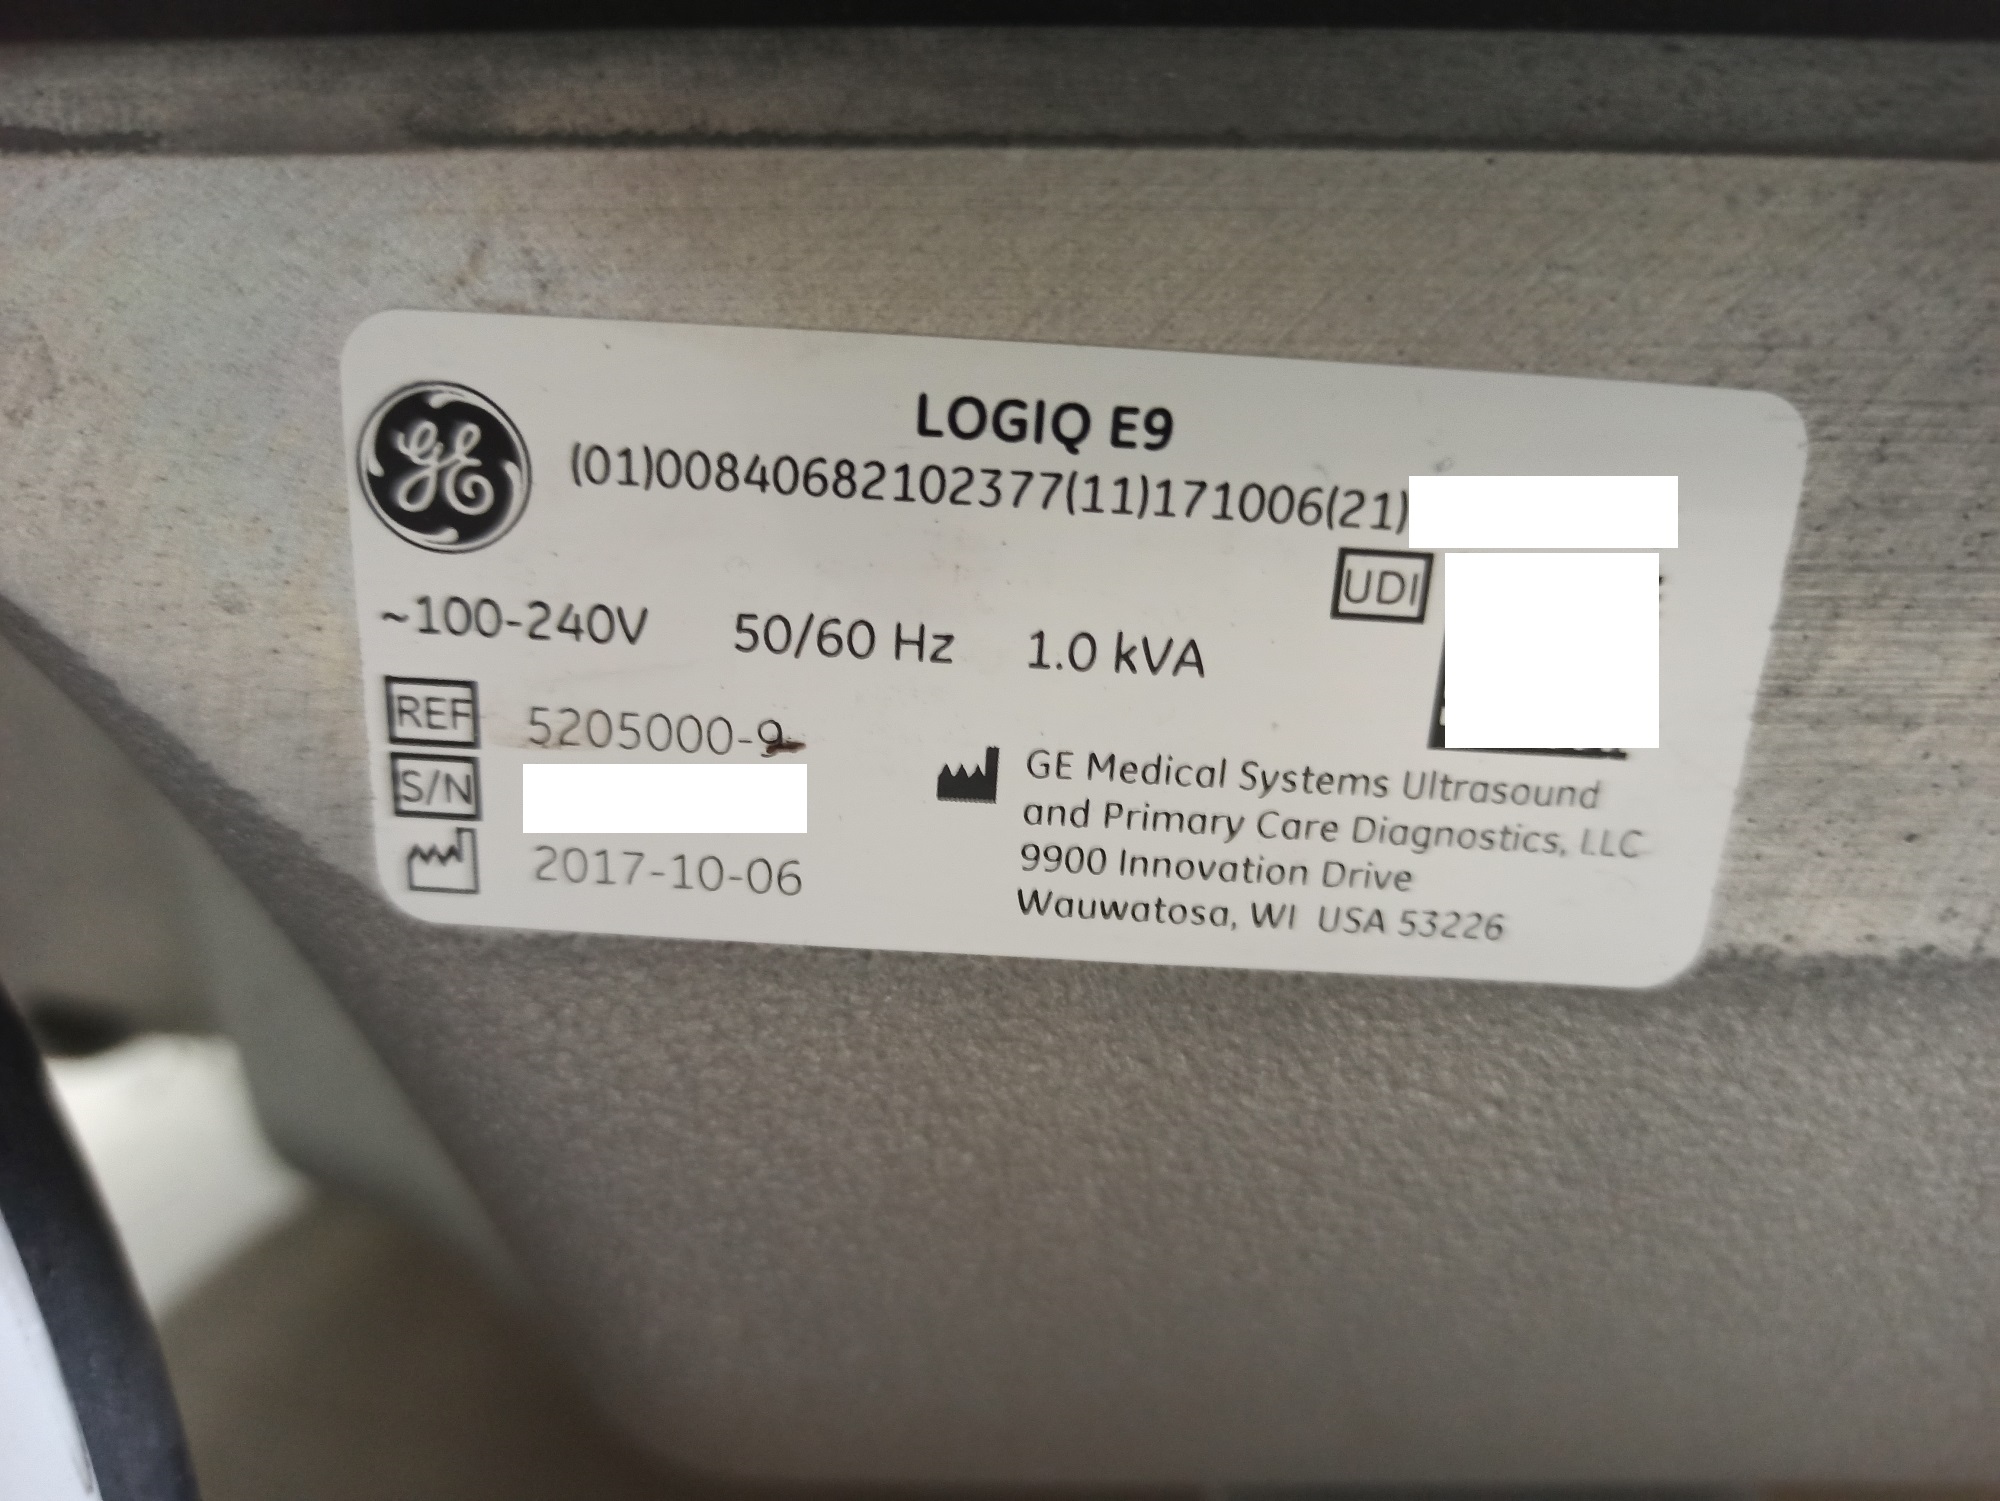 LOGIQ E9
GE
(01)00840682102377(11)171006(21)
UDI
~100-240V 50/60 Hz 1.0 kVA
REF 5205000-9
S/N
2017-10-06
GE Medical Systems Ultrasound
and Primary Care Diagnostics, LLC
9900 Innovation Drive
Wauwatosa, WI USA 53226